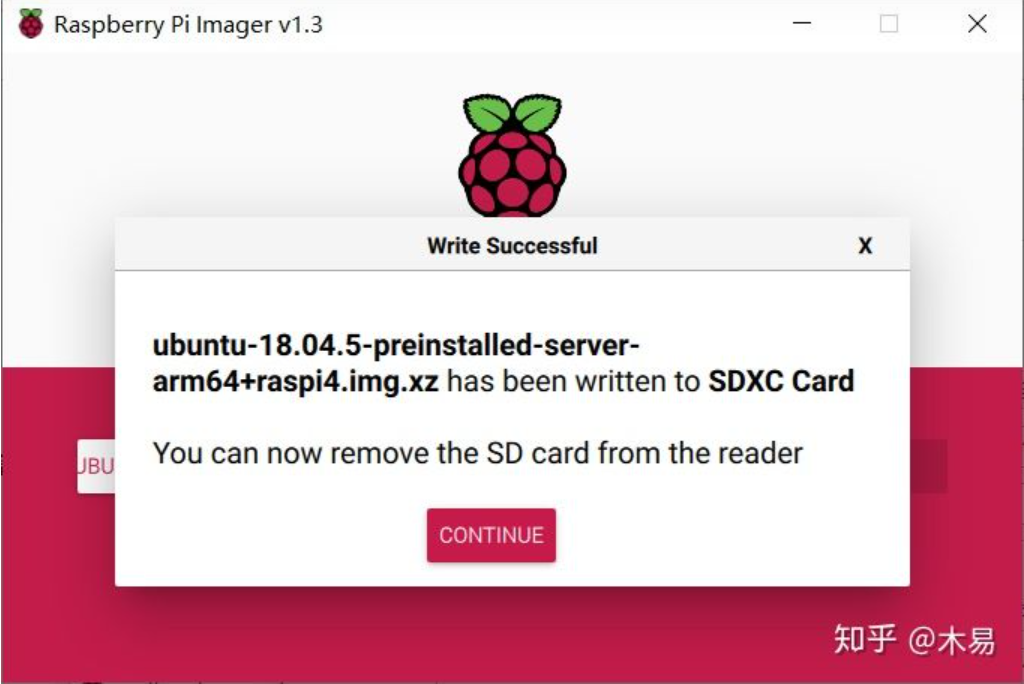 Raspberry Pi Imager v1.3
Write Successful
X
ubuntu-18.04.5-preinstalled-server-
arm64+raspi4.img.xz has been written to SDXC Card
You can now remove the SD card from the reader
UBU
CONTINUE
知乎 @木易